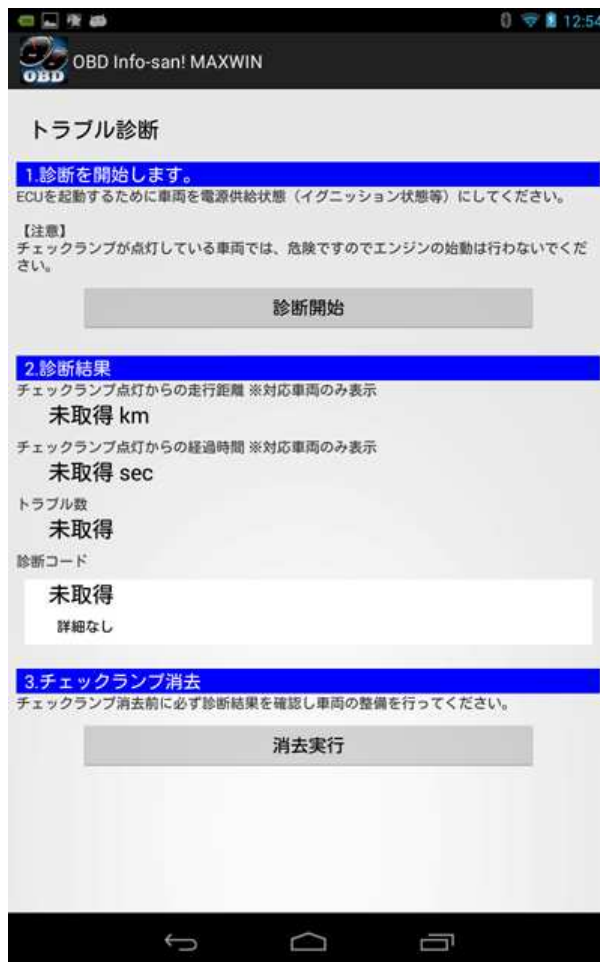 12:54
OBD
OBD Info-san! MAXWIN
トラブル診断
1.診断を開始します。
ECUを起動するために車両を電源供給状態（イグニッション状態等）にしてください。
【注意】
チェックランプが点灯している車両では、危険ですのでエンジンの始動は行わないでくだ
さい。
診断開始
2.診断結果
チェックランプ点灯からの走行距離 ※対応車両のみ表示
未取得 km
チェックランプ点灯からの経過時間 ※対応車両のみ表示
未取得 sec
トラブル数
未取得
診断コード
未取得
詳細なし
3.チェックランプ消去
チェックランプ消去前に必ず診断結果を確認し車両の整備を行ってください。
消去実行